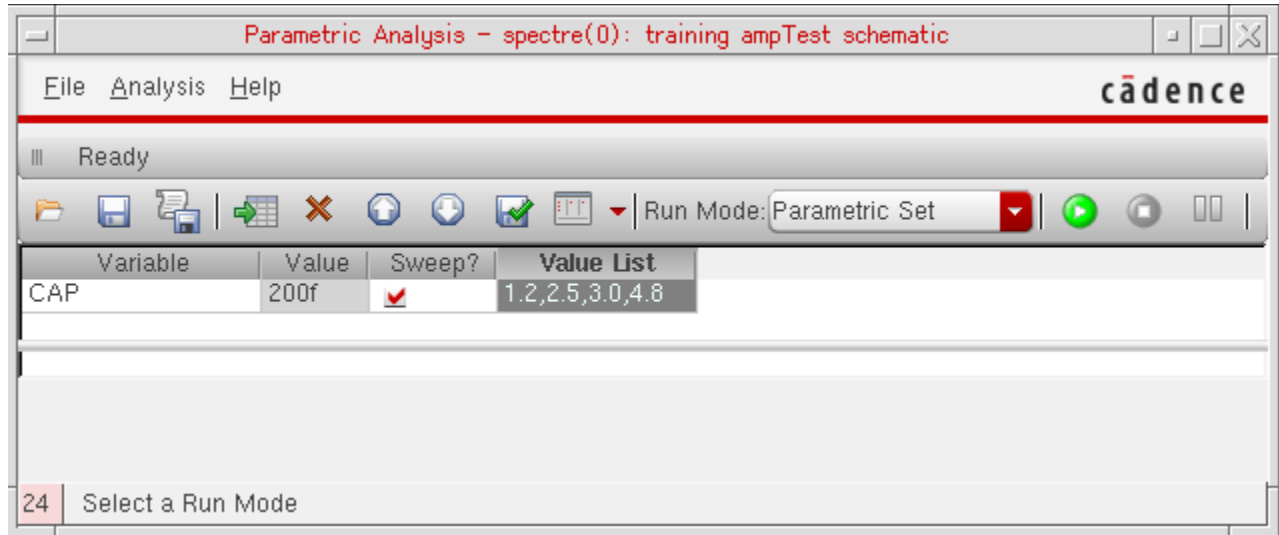 Parametric Analysis - spectre(0): training ampTest schematic
File Analysis Help
cādence
Ready
Run Mode: Parametric Set
Variable Value Sweep? Value List
CAP 200f 1.2,2.5,3.0,4.8
24 Select a Run Mode